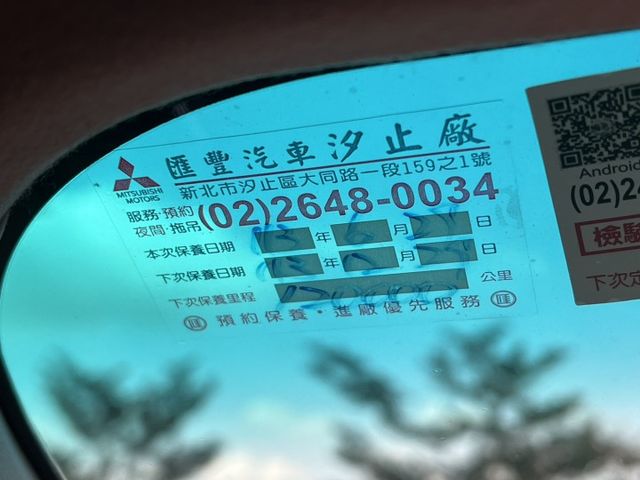 匯豐汽車汐止廠
MITSUBISHI MOTORS
新北市汐止區大同路一段159之1號
服務·預約
夜間·拖吊
(02)2648-0034
本次保養日期 年 月 日
下次保養日期 年 月 日
下次保養里程 公里
預約保養·進廠優先服務
Android
(02)2
檢驗
下次定